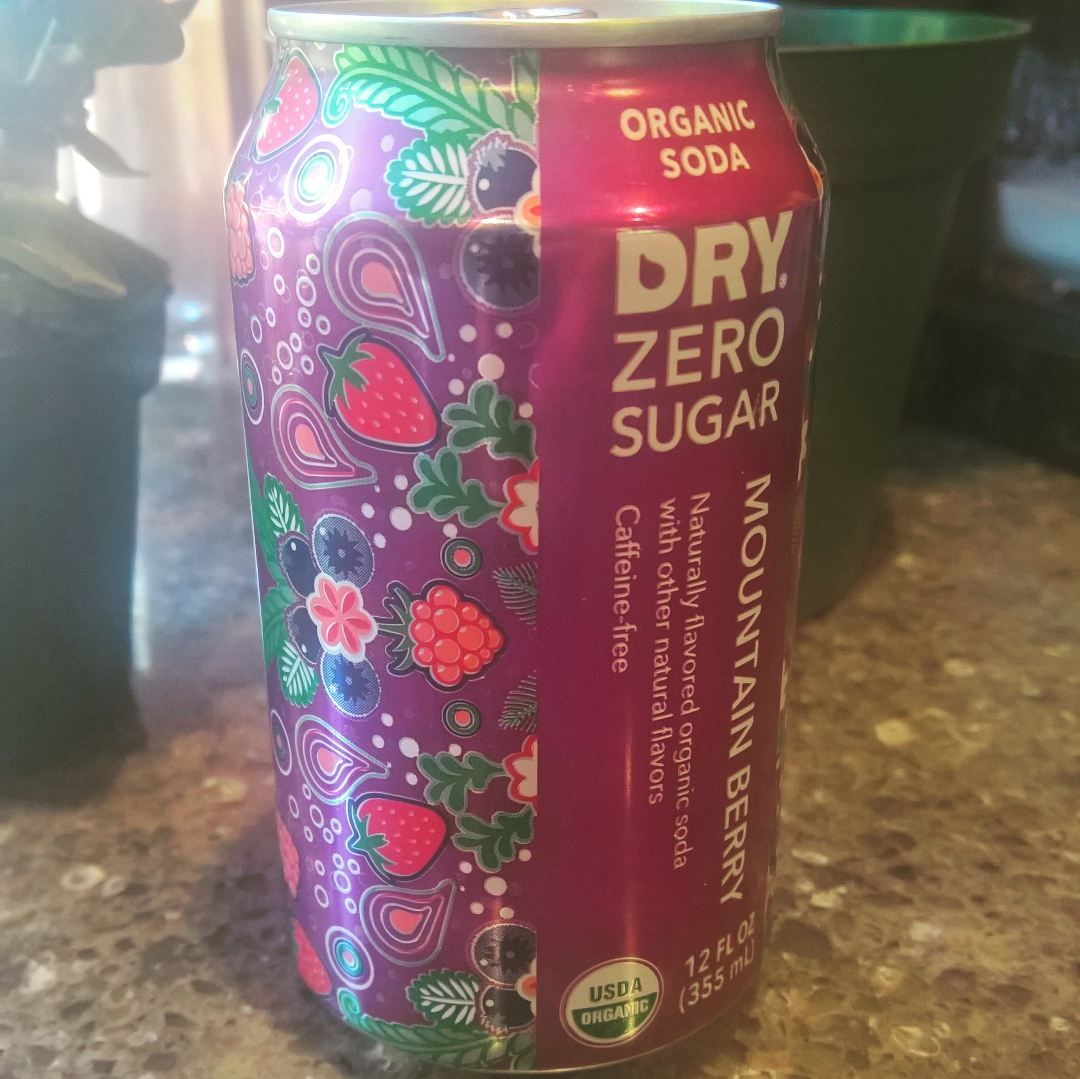 ORGANIC
SODA
DRY®
ZERO
SUGAR
MOUNTAIN BERRY
Naturally flavored organic soda
with other natural flavors
Caffeine-free
12 FL OZ
(355 mL)
USDA
ORGANIC